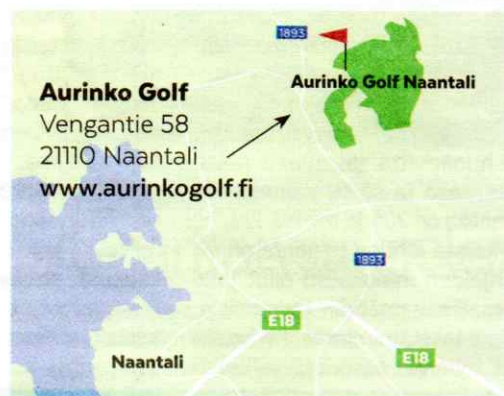 1893
Aurinko Golf Naantali
Aurinko Golf
Vengantie 58
21110 Naantali
www.aurinkogolf.fi
1893
E18
E18
Naantali